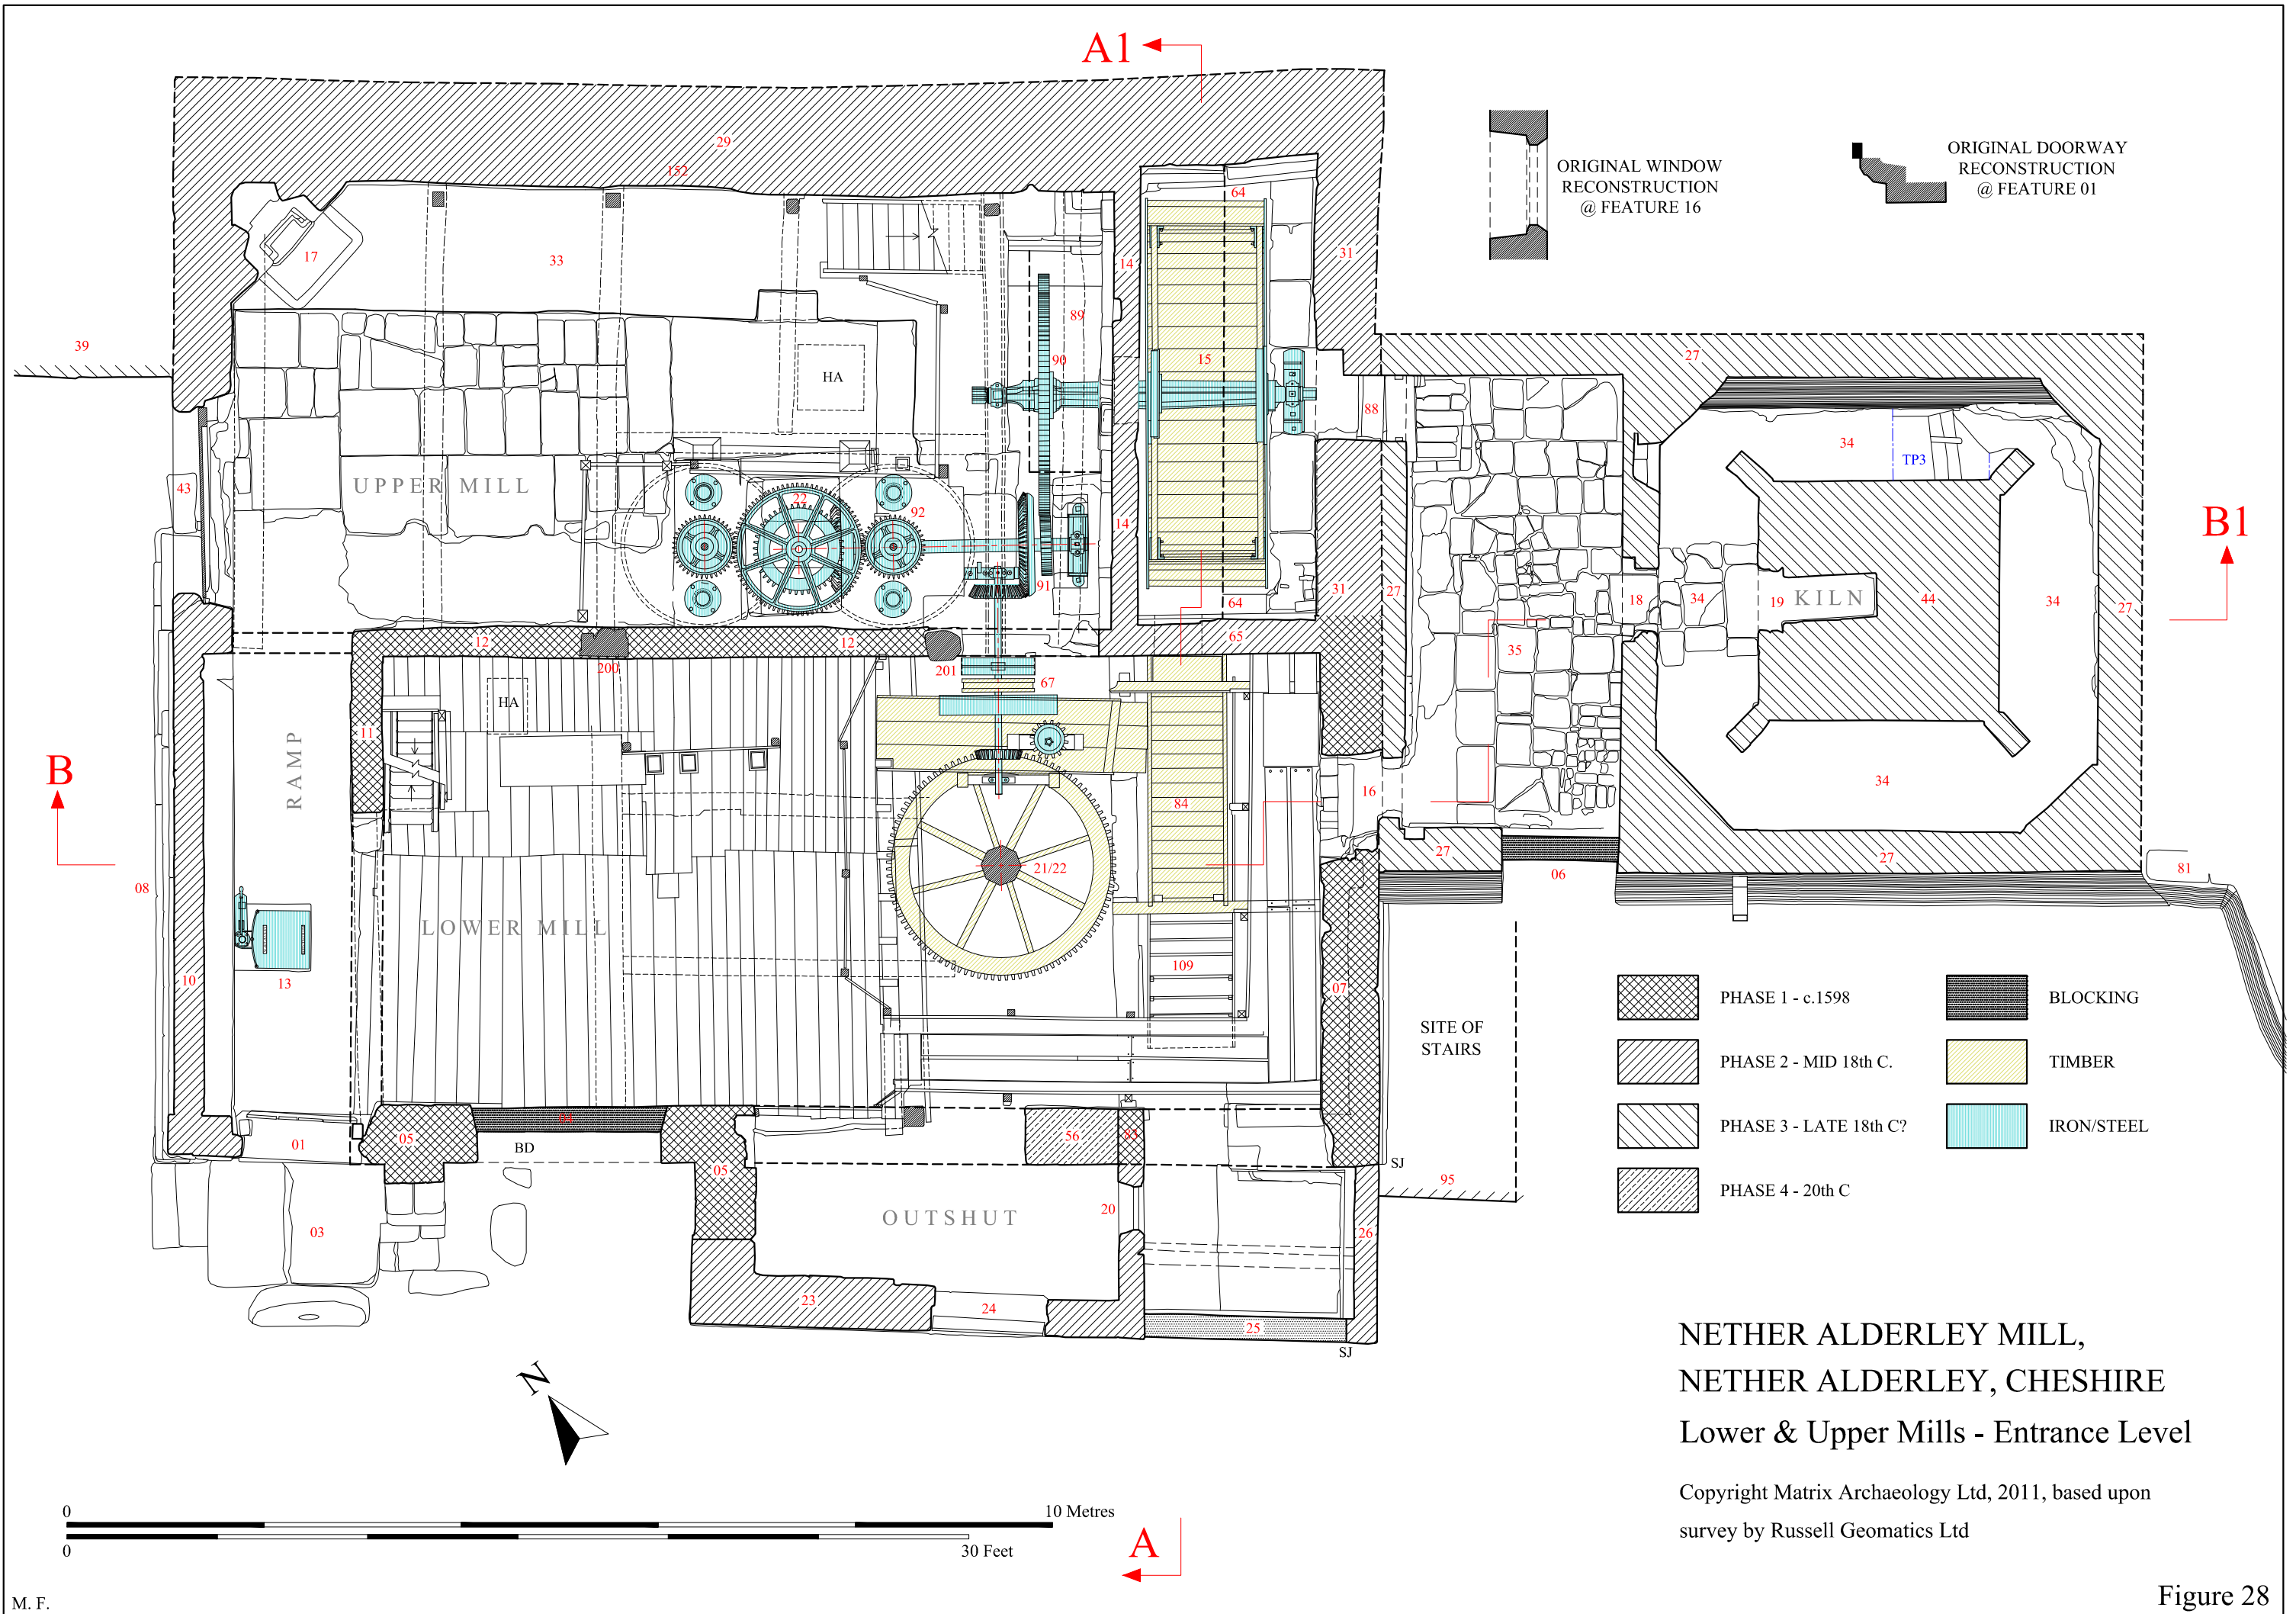 A1
29
152
ORIGINAL WINDOW
RECONSTRUCTION
@ FEATURE 16
ORIGINAL DOORWAY
RECONSTRUCTION
@ FEATURE 01
64
17
33
14
31
39
89
90
15
27
HA
88
34
TP3
43
UPPER MILL
22
92
14
B1
91
31
27
18
34
19
KILN
44
34
27
64
12
12
65
200
201
67
35
HA
11
RAMP
B
16
84
34
21/22
27
06
27
81
08
LOWER MILL
10
13
109
07
SITE OF
STAIRS
PHASE 1 - c.1598
BLOCKING
PHASE 2 - MID 18th C.
TIMBER
PHASE 3 - LATE 18th C?
IRON/STEEL
PHASE 4 - 20th C
01
05
04
BD
05
56
83
SJ
95
03
OUTSHUT
20
26
23
24
25
SJ
N
NETHER ALDERLEY MILL,
NETHER ALDERLEY, CHESHIRE
Lower & Upper Mills - Entrance Level
Copyright Matrix Archaeology Ltd, 2011, based upon
survey by Russell Geomatics Ltd
0
10 Metres
0
30 Feet
A
M. F.
Figure 28